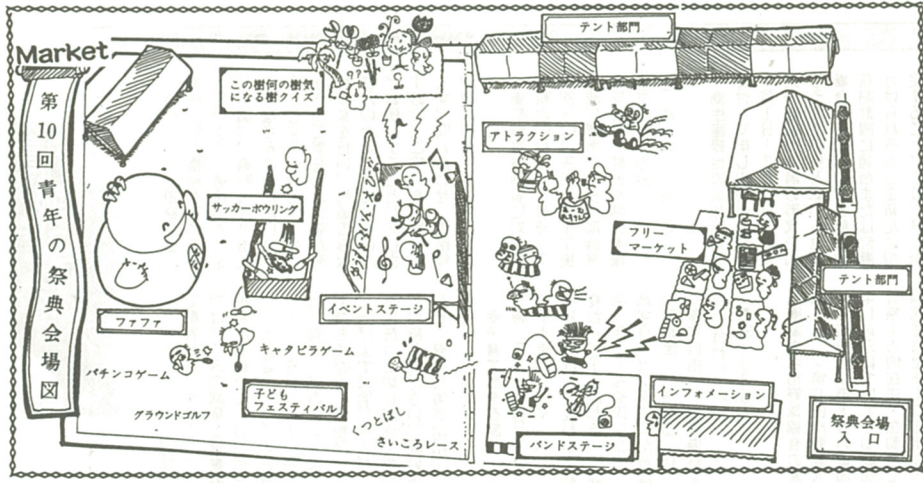 Market
第10回青年の祭典会場図
テント部門
この樹何の樹気
になる樹クイズ
??
アトラクション
サッカーボウリング
フリー
マーケット
テント部門
イベントステージ
ファファ
キャタピラゲーム
パチンコゲーム
子ども
フェスティバル
グラウンドゴルフ
くつとばし
さいころレース
インフォメーション
バンドステージ
祭典会場
入口